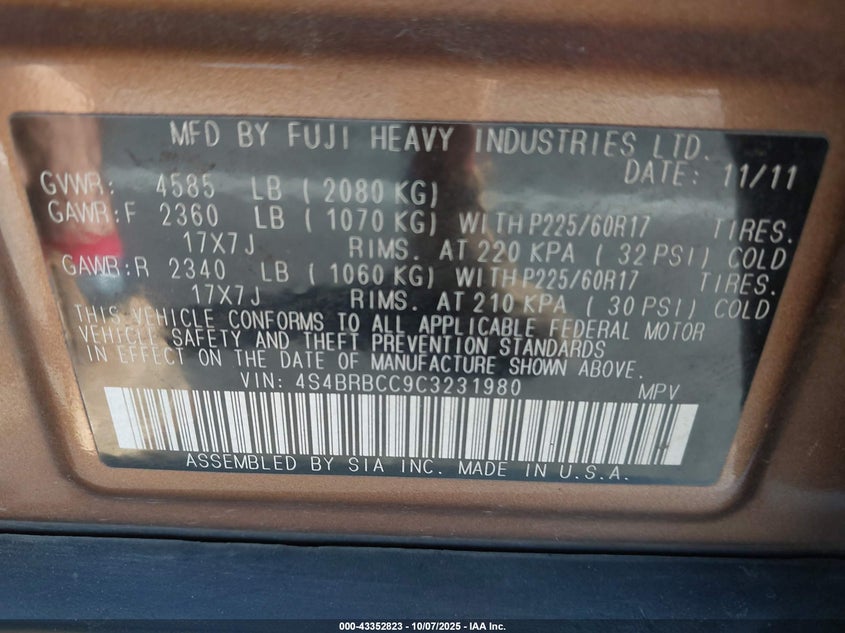 MFD BY FUJI HEAVY INDUSTRIES LTD.
DATE: 11/11
GVWR: 4585 LB (2080 KG)
GAWR:F 2360 LB (1070 KG) WITH P225/60R17 TIRES.
17X7J RIMS. AT 220 KPA (32 PSI) COLD
GAWR:R 2340 LB (1060 KG) WITH P225/60R17 TIRES.
17X7J RIMS. AT 210 KPA (30 PSI) COLD
THIS VEHICLE CONFORMS TO ALL APPLICABLE FEDERAL MOTOR
VEHICLE SAFETY AND THEFT PREVENTION STANDARDS
IN EFFECT ON THE DATE OF MANUFACTURE SHOWN ABOVE.
VIN: 4S4BRBCC9C3231980 MPV
ASSEMBLED BY SIA INC. MADE IN U.S.A.
000-43352823 - 10/07/2025 - IAA Inc.